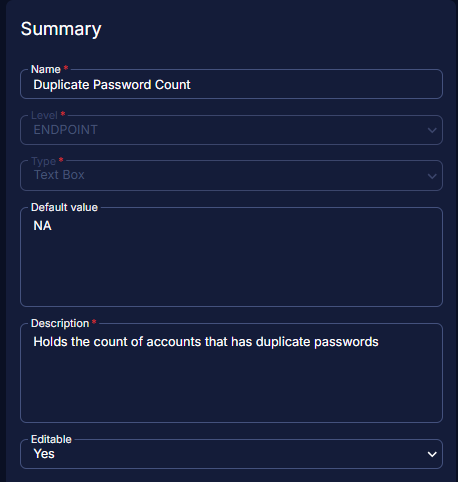 Summary
Name *
Duplicate Password Count
Level *
ENDPOINT
Type *
Text Box
Default value
NA
Description *
Holds the count of accounts that has duplicate passwords
Editable
Yes